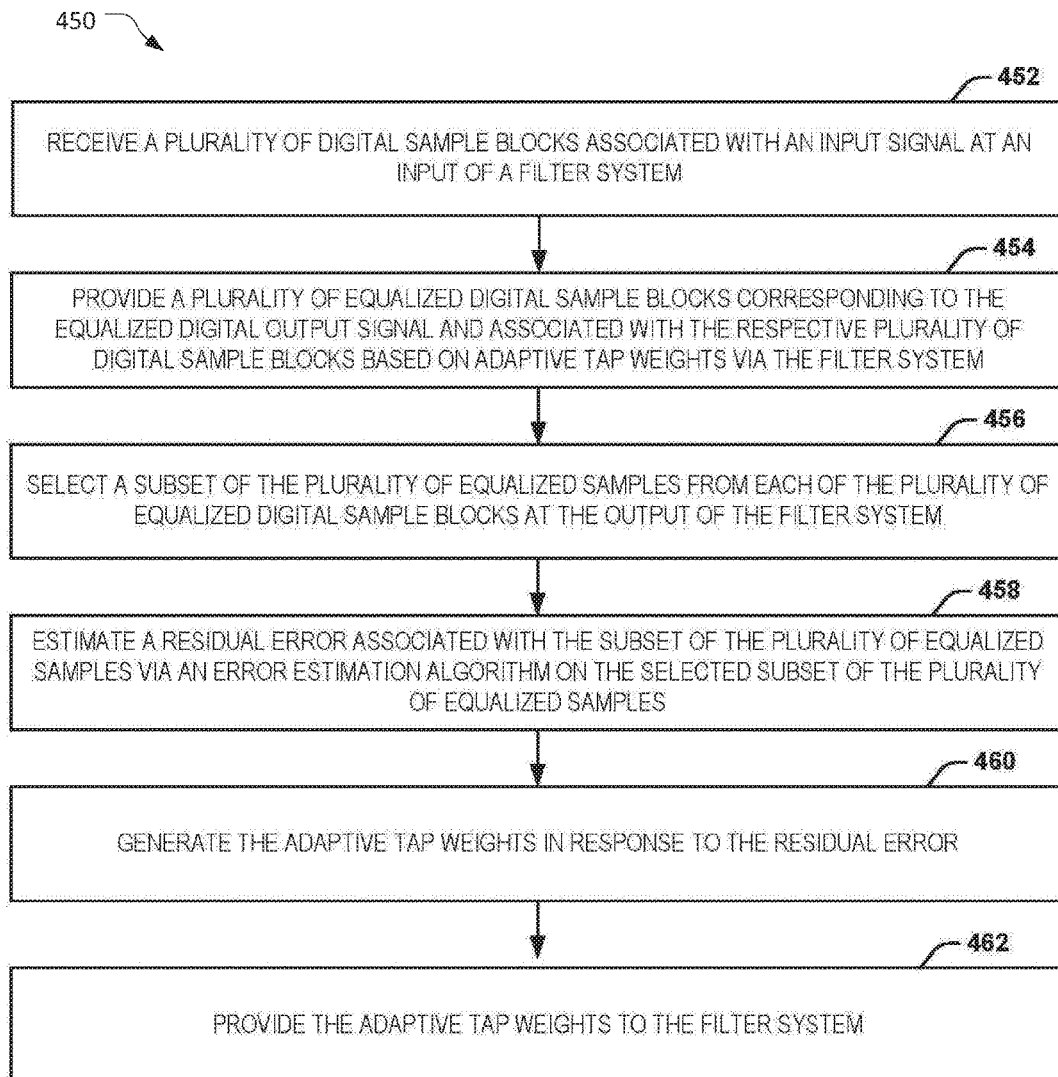 450
452
RECEIVE A PLURALITY OF DIGITAL SAMPLE BLOCKS ASSOCIATED WITH AN INPUT SIGNAL AT AN
INPUT OF A FILTER SYSTEM
454
PROVIDE A PLURALITY OF EQUALIZED DIGITAL SAMPLE BLOCKS CORRESPONDING TO THE
EQUALIZED DIGITAL OUTPUT SIGNAL AND ASSOCIATED WITH THE RESPECTIVE PLURALITY OF
DIGITAL SAMPLE BLOCKS BASED ON ADAPTIVE TAP WEIGHTS VIA THE FILTER SYSTEM
456
SELECT A SUBSET OF THE PLURALITY OF EQUALIZED SAMPLES FROM EACH OF THE PLURALITY OF
EQUALIZED DIGITAL SAMPLE BLOCKS AT THE OUTPUT OF THE FILTER SYSTEM
458
ESTIMATE A RESIDUAL ERROR ASSOCIATED WITH THE SUBSET OF THE PLURALITY OF EQUALIZED
SAMPLES VIA AN ERROR ESTIMATION ALGORITHM ON THE SELECTED SUBSET OF THE PLURALITY
OF EQUALIZED SAMPLES
460
GENERATE THE ADAPTIVE TAP WEIGHTS IN RESPONSE TO THE RESIDUAL ERROR
462
PROVIDE THE ADAPTIVE TAP WEIGHTS TO THE FILTER SYSTEM